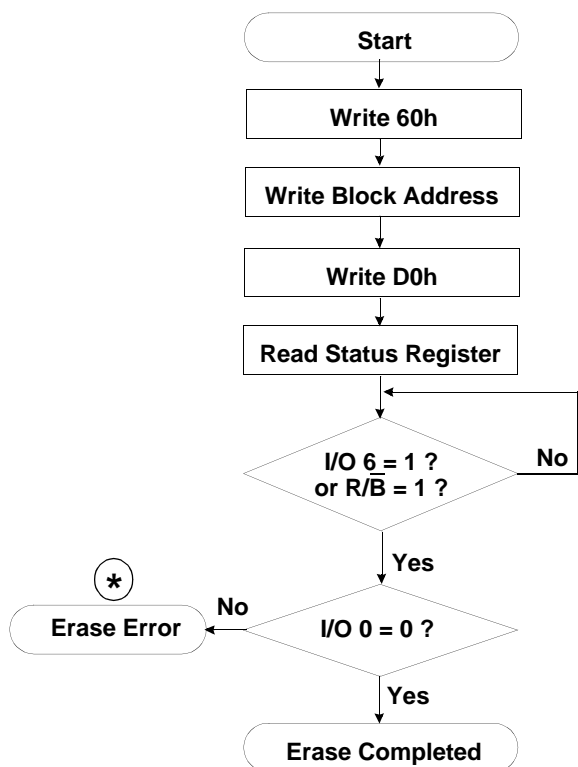 Start
Write 60h
Write Block Address
Write D0h
Read Status Register
I/O 6 = 1 ?
or R/B̅ = 1 ?
No
Yes
*
No
Erase Error
I/O 0 = 0 ?
Yes
Erase Completed